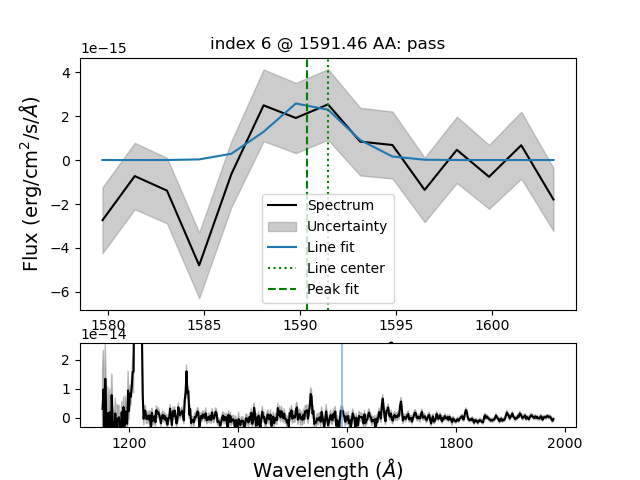 index 6 @ 1591.46 AA: pass
1e−15
4
2
0
−2
−4
−6
Flux (erg/cm²/s/Å)
Spectrum
Uncertainty
Line fit
Line center
Peak fit
1580 1585 1590 1595 1600
1e−14
2
1
0
1200 1400 1600 1800 2000
Wavelength (Å)